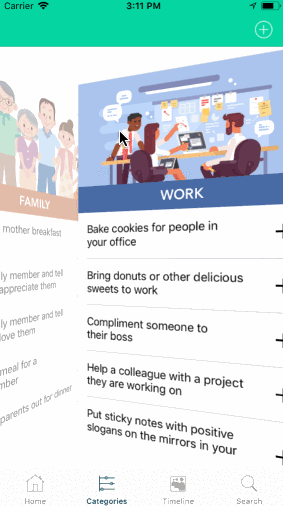 Carrier
3:11 PM
FAMILY
mother breakfast
ly member and tell
appreciate them
ly member and tell
love them
meal for a
mber
parents out for dinner
WORK
Bake cookies for people in
your office
Bring donuts or other delicious
sweets to work
Compliment someone to
their boss
Help a colleague with a project
they are working on
Put sticky notes with positive
slogans on the mirrors in your
Home
Categories
Timeline
Search